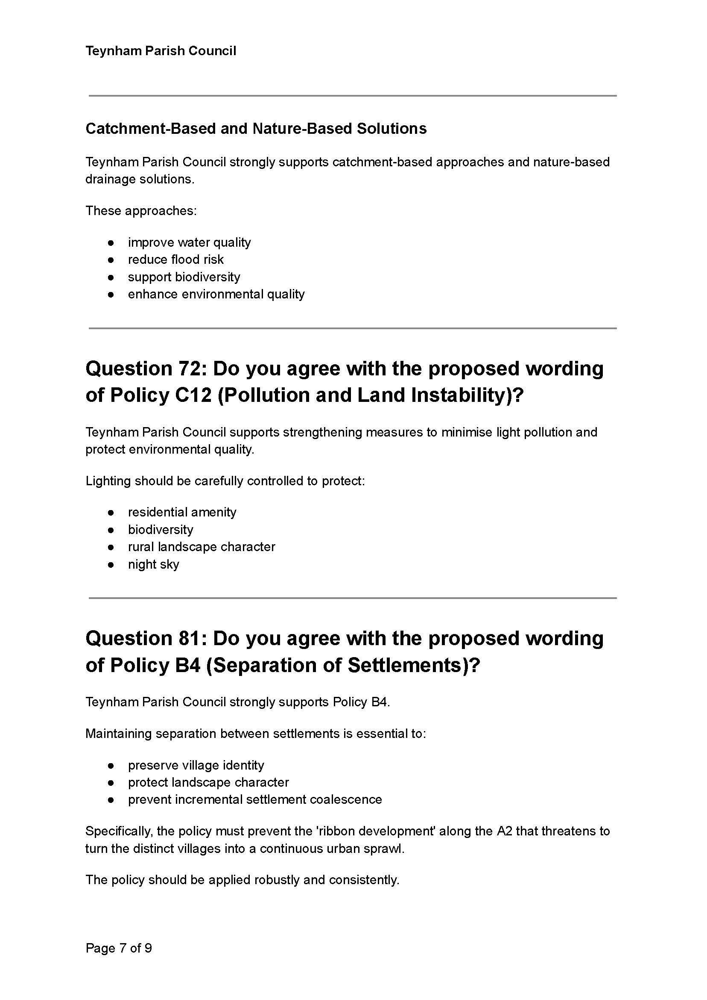 Teynham Parish Council
Catchment-Based and Nature-Based Solutions
Teynham Parish Council strongly supports catchment-based approaches and nature-based
drainage solutions.
These approaches:
● improve water quality
● reduce flood risk
● support biodiversity
● enhance environmental quality
Question 72: Do you agree with the proposed wording
of Policy C12 (Pollution and Land Instability)?
Teynham Parish Council supports strengthening measures to minimise light pollution and
protect environmental quality.
Lighting should be carefully controlled to protect:
● residential amenity
● biodiversity
● rural landscape character
● night sky
Question 81: Do you agree with the proposed wording
of Policy B4 (Separation of Settlements)?
Teynham Parish Council strongly supports Policy B4.
Maintaining separation between settlements is essential to:
● preserve village identity
● protect landscape character
● prevent incremental settlement coalescence
Specifically, the policy must prevent the 'ribbon development' along the A2 that threatens to
turn the distinct villages into a continuous urban sprawl.
The policy should be applied robustly and consistently.
Page 7 of 9